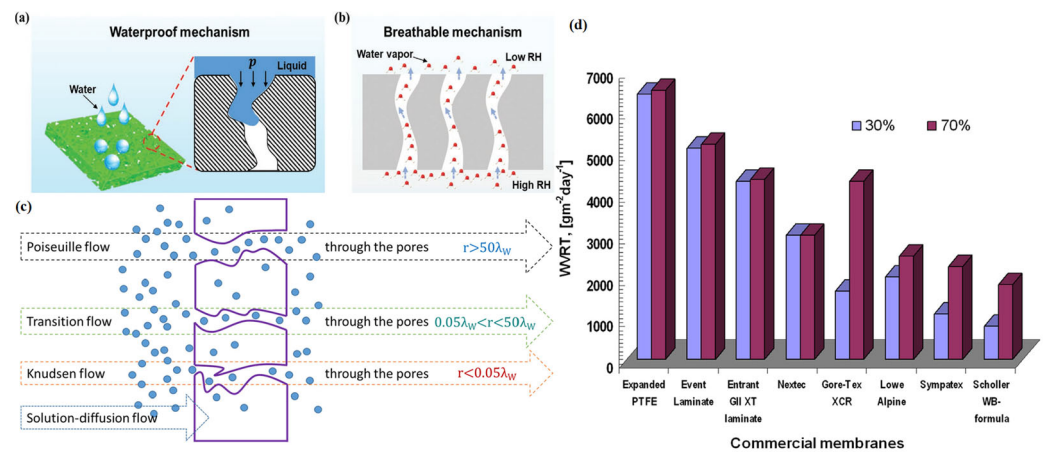 (a)
Waterproof mechanism
Water
p
Liquid
(b)
Breathable mechanism
Water vapor
Low RH
High RH
(c)
Poiseuille flow
through the pores r>50λW
Transition flow
through the pores 0.05λW<r<50λW
Knudsen flow
through the pores r<0.05λW
Solution-diffusion flow
(d)
WVRT, [gm-2day-1]
7000
6000
5000
4000
3000
2000
1000
0
30%
70%
Expanded
PTFE
Event
Laminate
Entrant
GII XT
laminate
Nextec
Gore-Tex
XCR
Lowe
Alpine
Sympatex
Scholler
WB-
formula
Commercial membranes